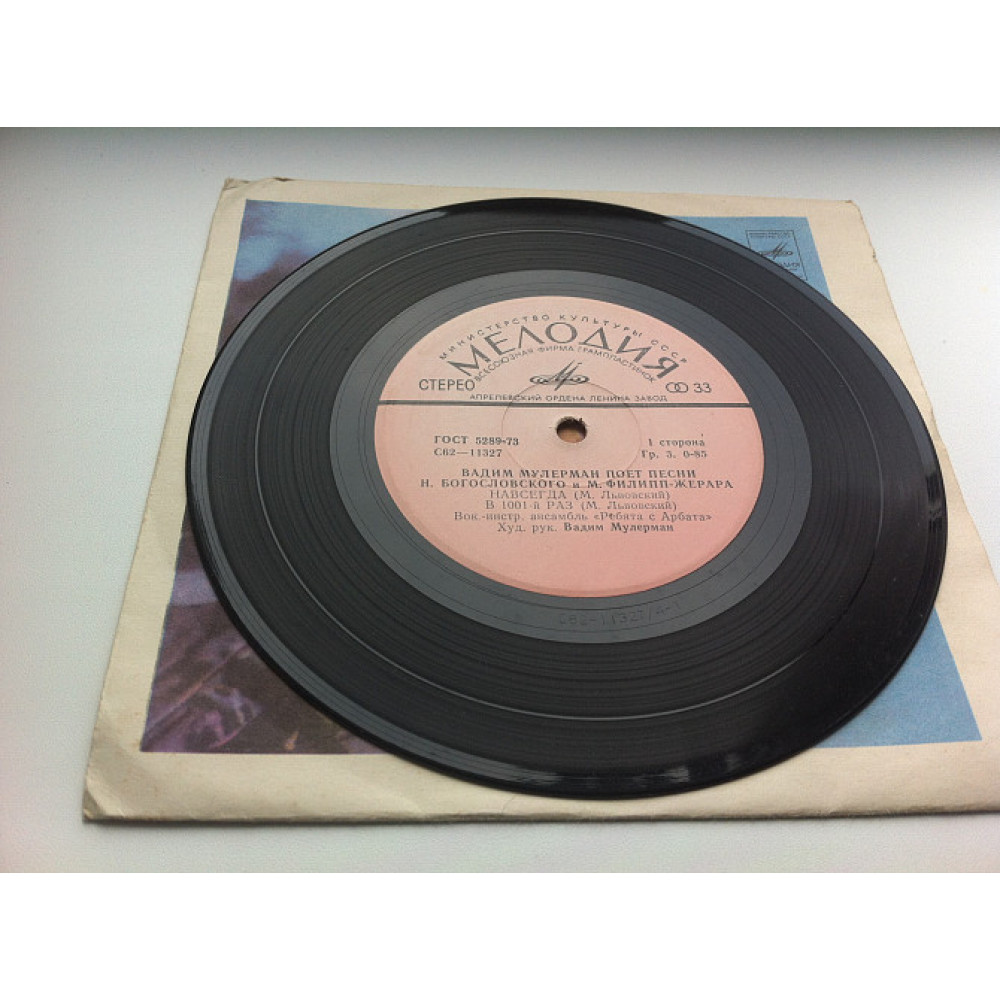 МИНИСТЕРСТВО КУЛЬТУРЫ СССР
МЕЛОДИЯ
ВСЕСОЮЗНАЯ ФИРМА ГРАМПЛАСТИНОК
СТЕРЕО
33
АПРЕЛЕВСКИЙ ОРДЕНА ЛЕНИНА ЗАВОД
ГОСТ 5289-73
1 сторона
С62—11327
Гр. 3. 0-85
ВАДИМ МУЛЕРМАН ПОЕТ ПЕСНИ
Н. БОГОСЛОВСКОГО и М. ФИЛИПП-ЖЕРАРА
НАВСЕГДА (М. Львовский)
В 1001-й РАЗ (М. Львовский)
Вок.-инстр. ансамбль «Ребята с Арбата»
Худ. рук. Вадим Мулерман